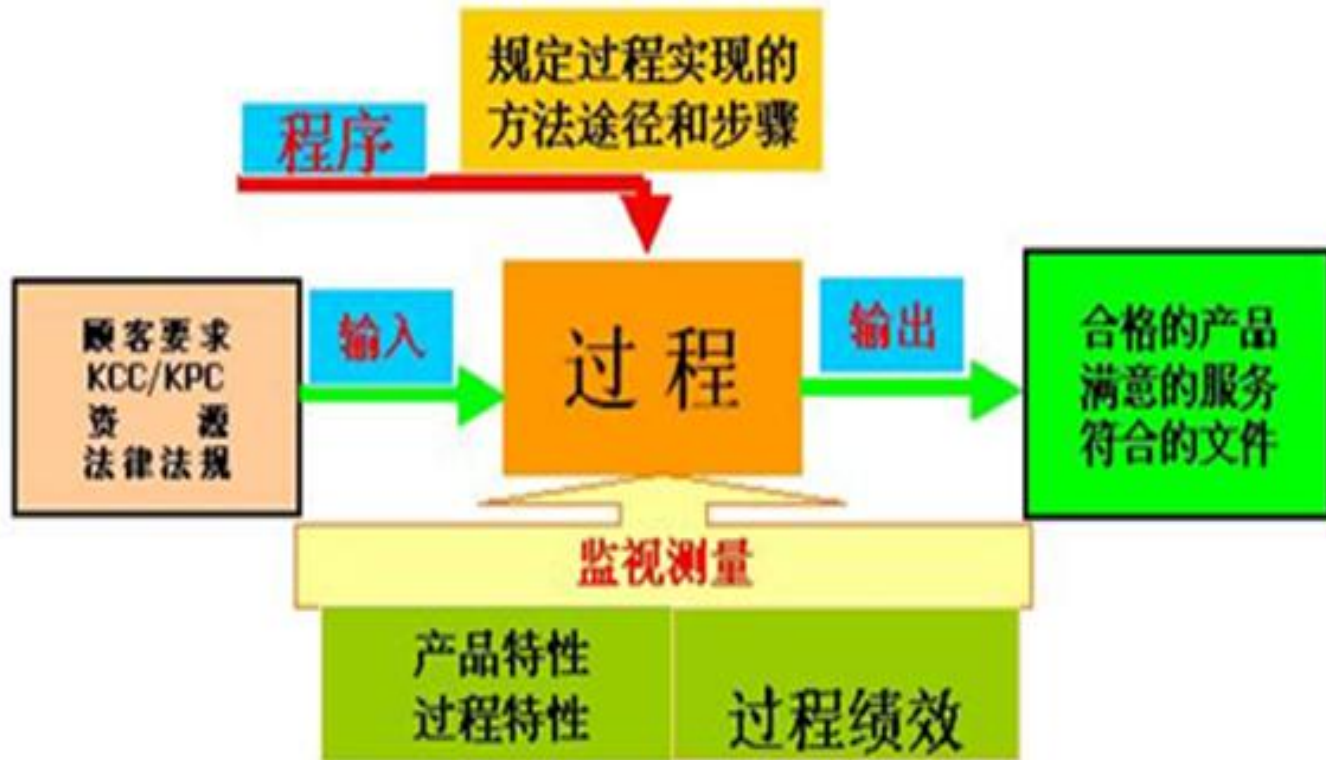 规定过程实现的
方法途径和步骤
程序
顾客要求
KCC/KPC
资 源
法律法规
输入
过程
输出
合格的产品
满意的服务
符合的文件
监视测量
产品特性
过程特性
过程绩效